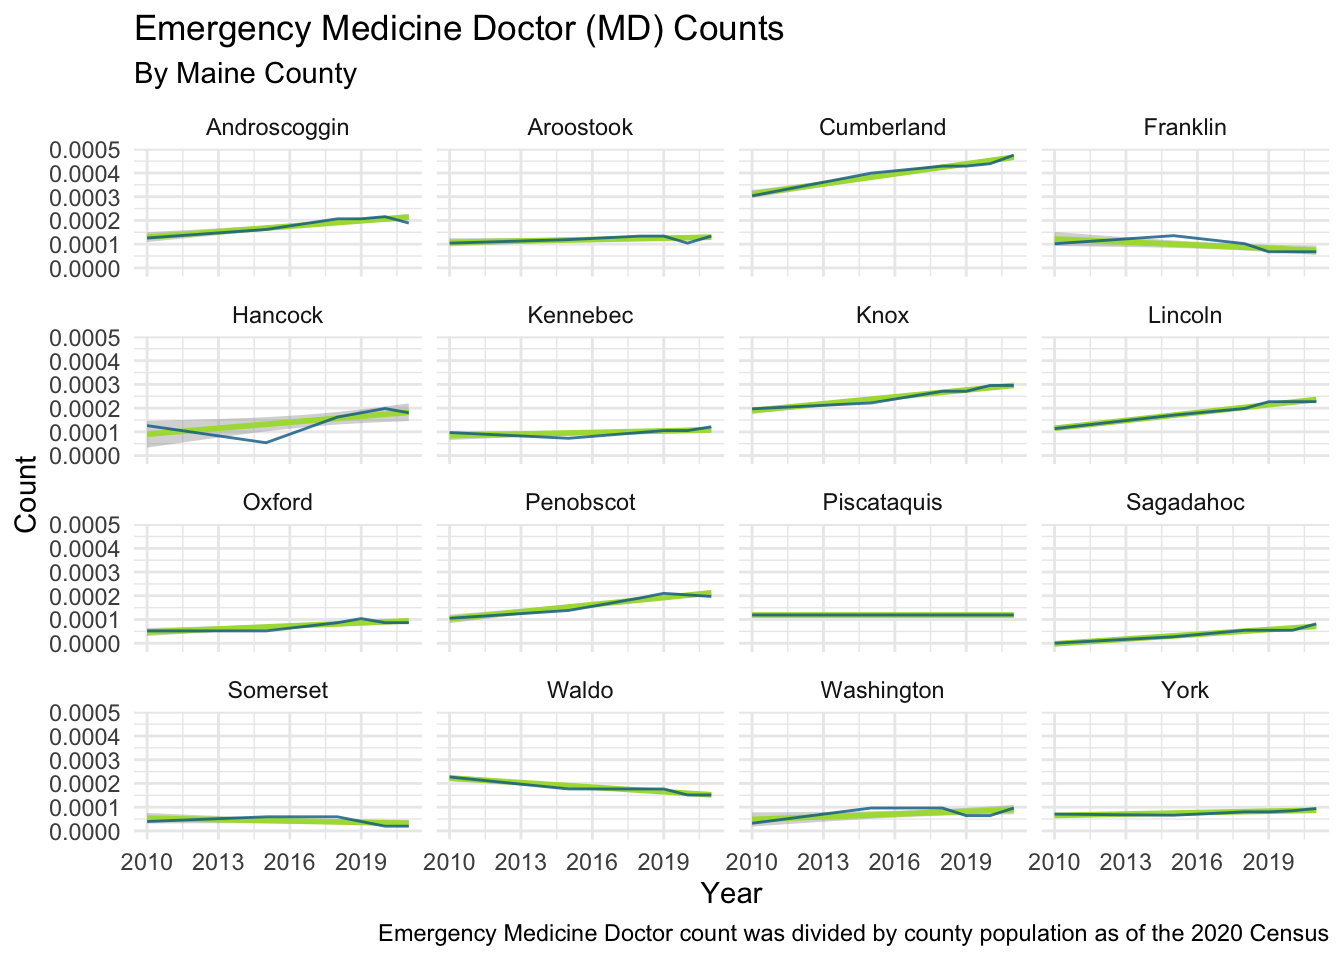 Emergency Medicine Doctor (MD) Counts
By Maine County
Androscoggin Aroostook Cumberland Franklin
0.0005
0.0004
0.0003
0.0002
0.0001
0.0000
Hancock Kennebec Knox Lincoln
0.0005
0.0004
0.0003
0.0002
0.0001
0.0000
Count
Oxford Penobscot Piscataquis Sagadahoc
0.0005
0.0004
0.0003
0.0002
0.0001
0.0000
Somerset Waldo Washington York
0.0005
0.0004
0.0003
0.0002
0.0001
0.0000
2010 2013 2016 2019 2010 2013 2016 2019 2010 2013 2016 2019 2010 2013 2016 2019
Year
Emergency Medicine Doctor count was divided by county population as of the 2020 Census